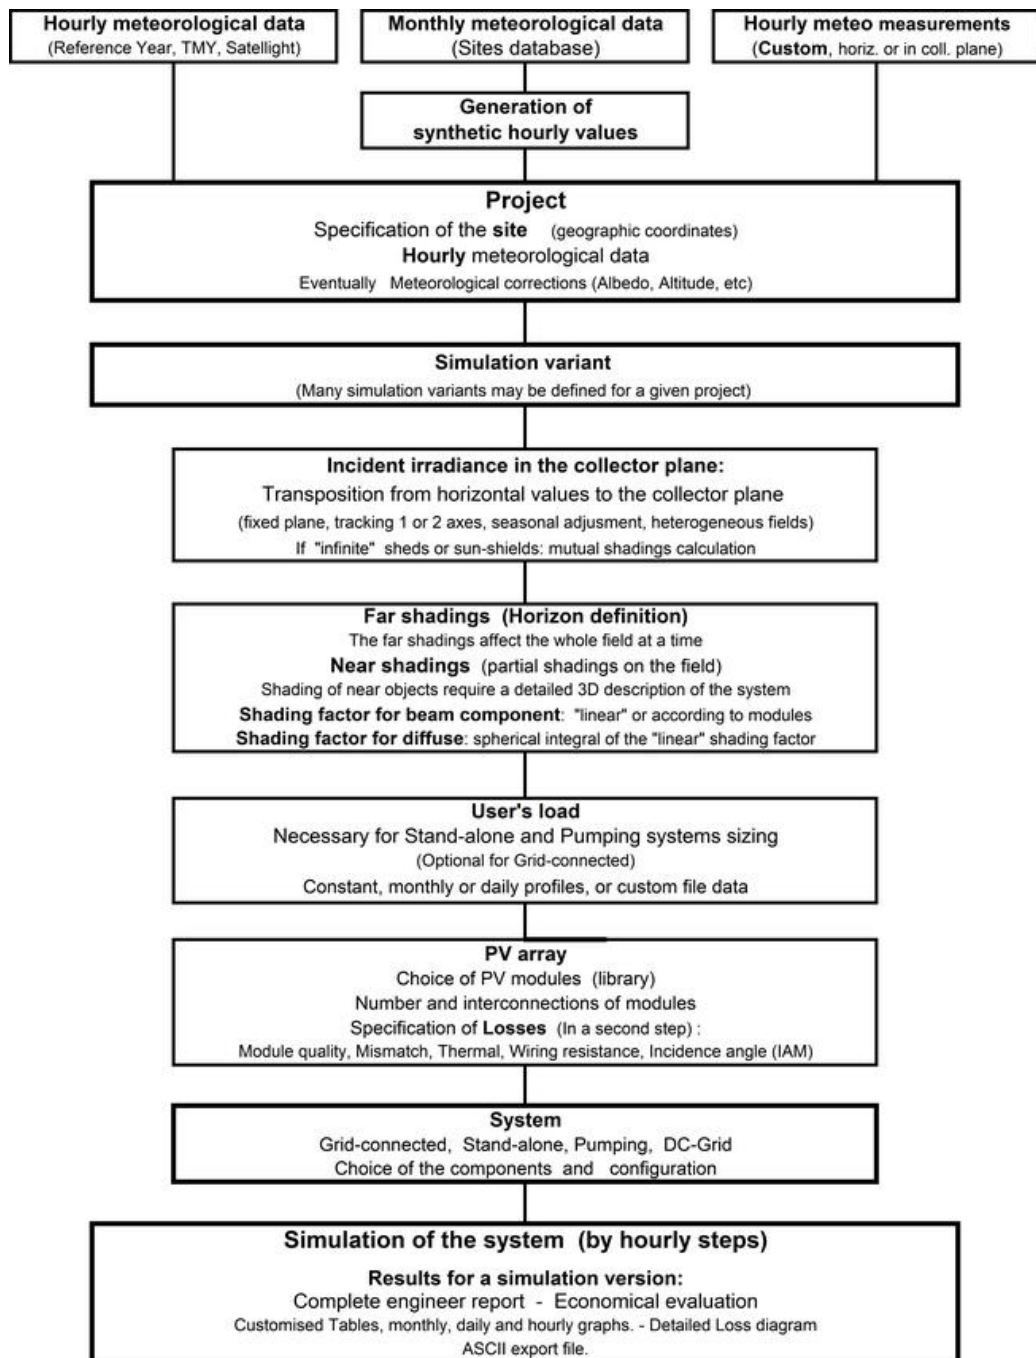 Hourly meteorological data
(Reference Year, TMY, Satellight)
Monthly meteorological data
(Sites database)
Hourly meteo measurements
(Custom, horiz. or in coll. plane)
Generation of
synthetic hourly values
Project
Specification of the site (geographic coordinates)
Hourly meteorological data
Eventually Meteorological corrections (Albedo, Altitude, etc)
Simulation variant
(Many simulation variants may be defined for a given project)
Incident irradiance in the collector plane:
Transposition from horizontal values to the collector plane
(fixed plane, tracking 1 or 2 axes, seasonal adjusment, heterogeneous fields)
If "infinite" sheds or sun-shields: mutual shadings calculation
Far shadings (Horizon definition)
The far shadings affect the whole field at a time
Near shadings (partial shadings on the field)
Shading of near objects require a detailed 3D description of the system
Shading factor for beam component: "linear" or according to modules
Shading factor for diffuse: spherical integral of the "linear" shading factor
User's load
Necessary for Stand-alone and Pumping systems sizing
(Optional for Grid-connected)
Constant, monthly or daily profiles, or custom file data
PV array
Choice of PV modules (library)
Number and interconnections of modules
Specification of Losses (In a second step) :
Module quality, Mismatch, Thermal, Wiring resistance, Incidence angle (IAM)
System
Grid-connected, Stand-alone, Pumping, DC-Grid
Choice of the components and configuration
Simulation of the system (by hourly steps)
Results for a simulation version:
Complete engineer report - Economical evaluation
Customised Tables, monthly, daily and hourly graphs. - Detailed Loss diagram
ASCII export file.